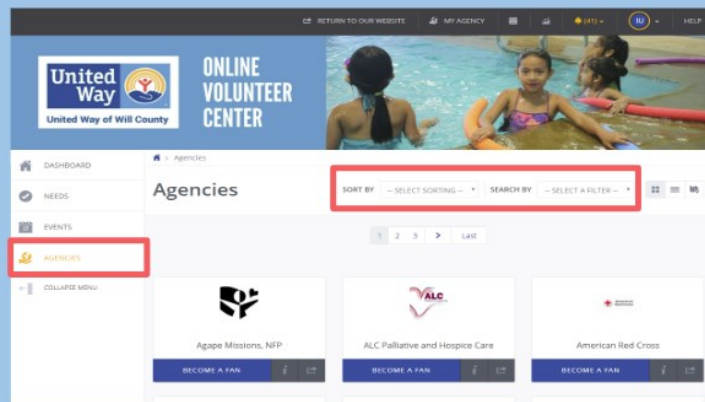 RETURN TO OUR WEBSITE MY AGENCY (41) IU HELP
United
Way
United Way of Will County
ONLINE
VOLUNTEER
CENTER
DASHBOARD
NEEDS
EVENTS
AGENCIES
COLLAPSE MENU
> Agencies
Agencies
SORT BY -- SELECT SORTING -- SEARCH BY -- SELECT A FILTER --
1 2 3 > Last
ALC
Agape Missions, NFP
ALC Palliative and Hospice Care
American Red Cross
BECOME A FAN i
BECOME A FAN i
BECOME A FAN i